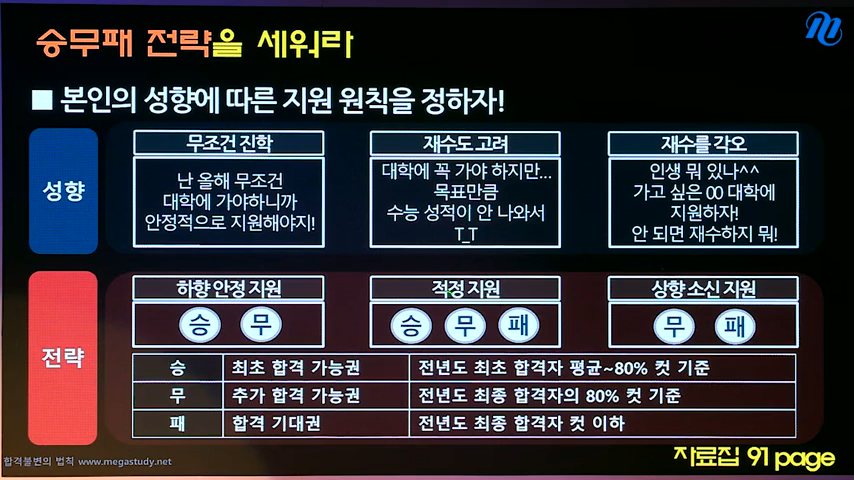 승무패 전략을 세워라
■ 본인의 성향에 따른 지원 원칙을 정하자!
성향
무조건 진학
난 올해 무조건
대학에 가야하니까
안정적으로 지원해야지!
재수도 고려
대학에 꼭 가야 하지만...
목표만큼
수능 성적이 안 나와서
T_T
재수를 각오
인생 뭐 있나^^
가고 싶은 00 대학에
지원하자!
안 되면 재수하지 뭐!
전략
하향 안정 지원
승 무
적정 지원
승 무 패
상향 소신 지원
무 패
승 최초 합격 가능권 전년도 최초 합격자 평균~80% 컷 기준
무 추가 합격 가능권 전년도 최종 합격자의 80% 컷 기준
패 합격 기대권 전년도 최종 합격자 컷 이하
합격불변의 법칙 www.megastudy.net
자료집 91 page